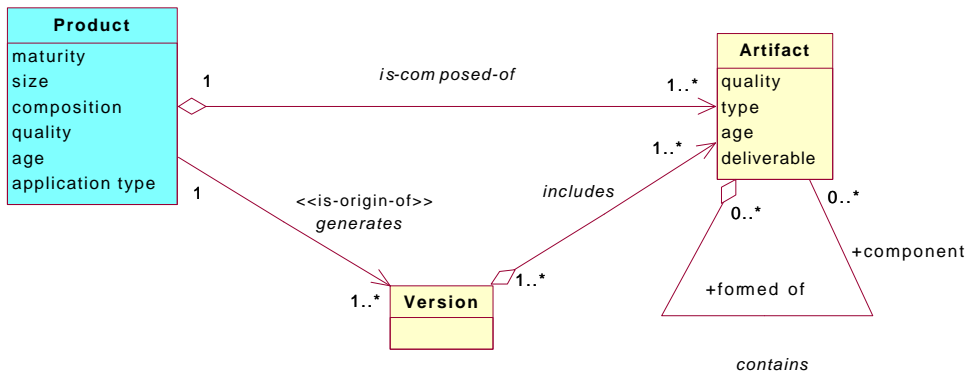 Product
maturity
size
composition
quality
age
application type
1
is-com posed-of
1..*
Artifact
quality
type
age
deliverable
1..*
1
<<is-origin-of>>
generates
includes
0..*
0..*
+component
+formed of
1..*
Version
1..*
contains